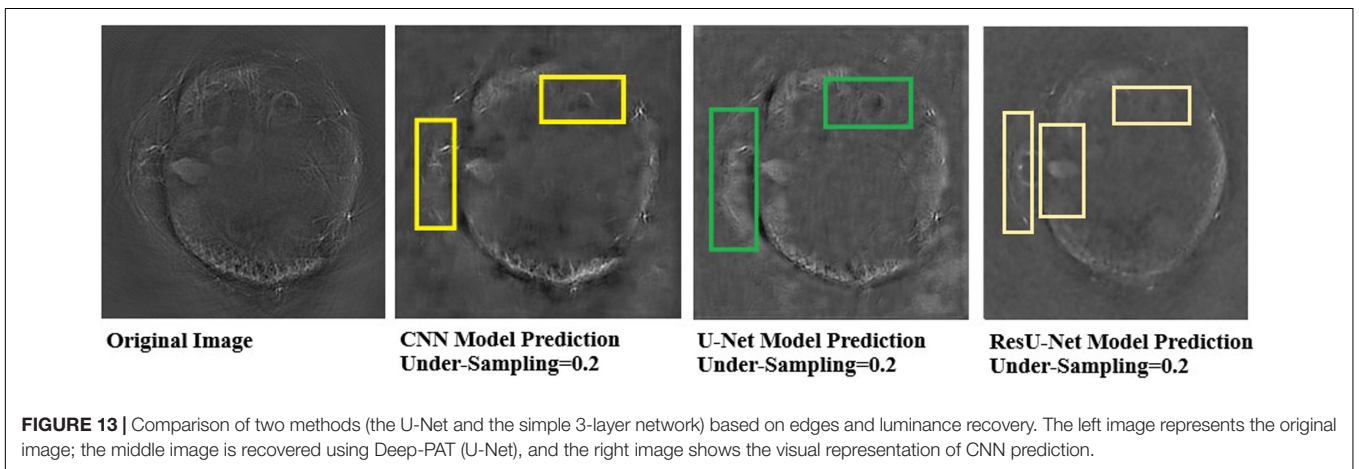 Original Image
CNN Model Prediction
Under-Sampling=0.2
U-Net Model Prediction
Under-Sampling=0.2
ResU-Net Model Prediction
Under-Sampling=0.2
FIGURE 13 | Comparison of two methods (the U-Net and the simple 3-layer network) based on edges and luminance recovery. The left image represents the original
image; the middle image is recovered using Deep-PAT (U-Net), and the right image shows the visual representation of CNN prediction.